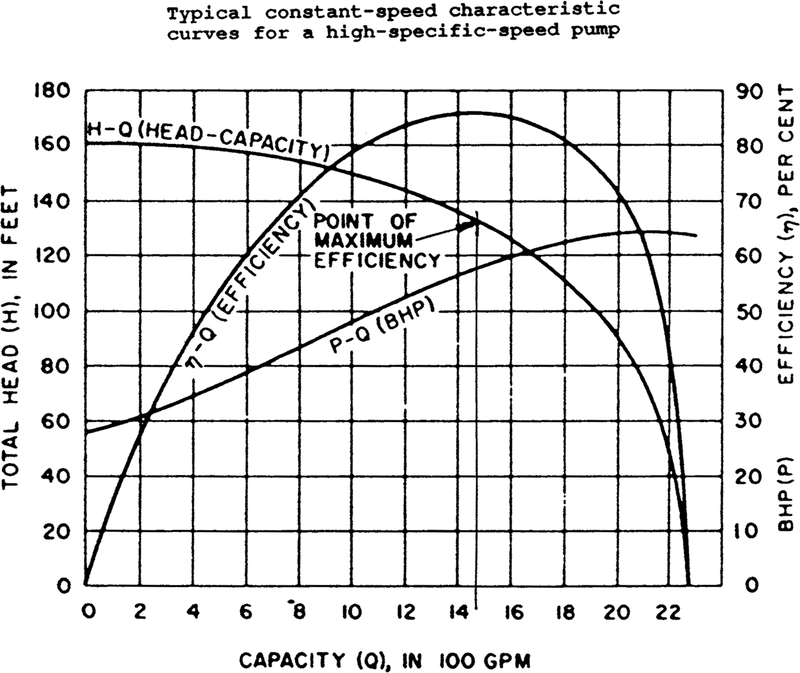 Typical constant-speed characteristic
curves for a high-specific-speed pump
180
160
140
120
100
80
60
40
20
0
TOTAL HEAD (H), IN FEET
H-Q (HEAD-CAPACITY)
η-Q (EFFICIENCY)
P-Q (BHP)
POINT OF
MAXIMUM
EFFICIENCY
90
80
70
60
50
40
30
20
10
0
EFFICIENCY (η), PER CENT
BHP (P)
0 2 4 6 8 10 12 14 16 18 20 22
CAPACITY (Q), IN 100 GPM